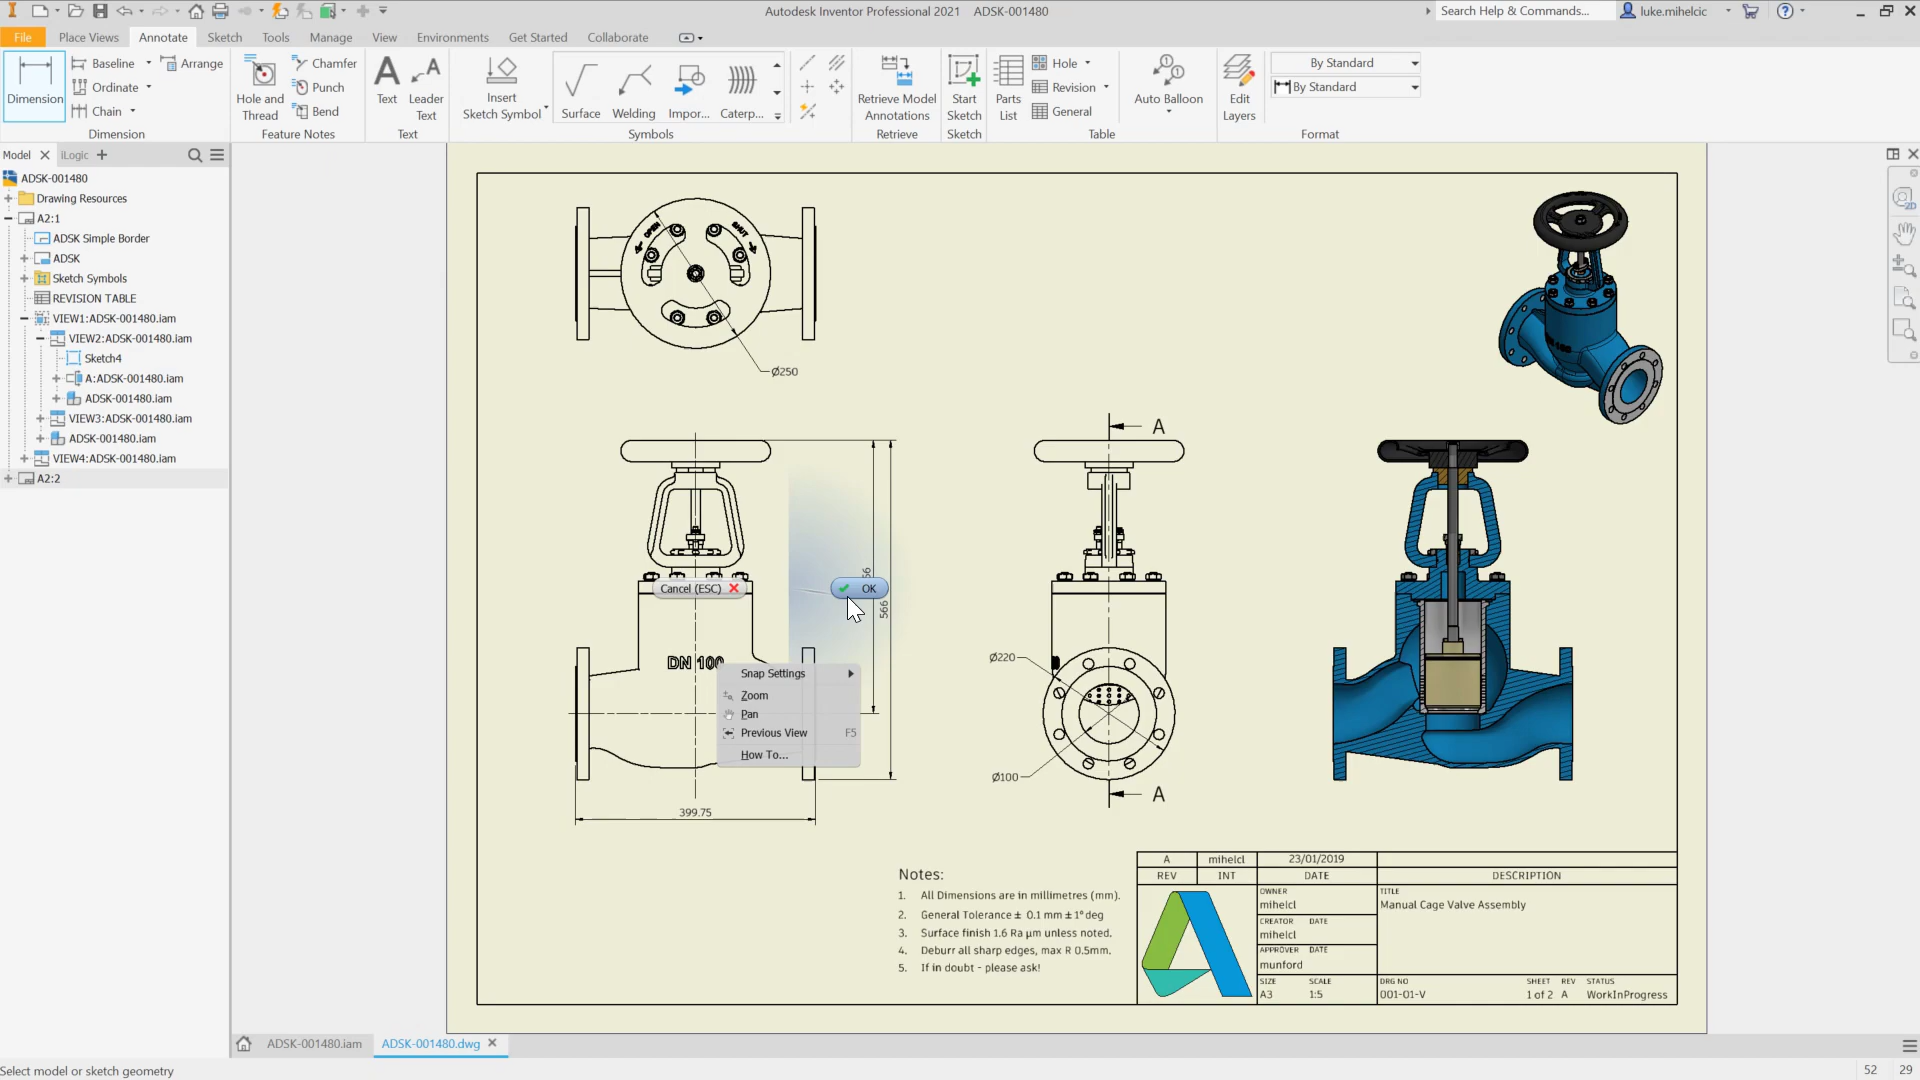 Autodesk Inventor Professional 2021 ADSK-001480
Search Help & Commands...
luke.mihelcic
File
Place Views
Annotate
Sketch
Tools
Manage
View
Environments
Get Started
Collaborate
Dimension
Baseline
Ordinate
Chain
Arrange
Dimension
Hole and Thread
Chamfer
Punch
Bend
Feature Notes
Text
Leader Text
Text
Insert Sketch Symbol
Surface
Welding
Impor...
Caterp...
Symbols
Retrieve Model Annotations
Retrieve
Start Sketch
Sketch
Parts List
Hole
Revision
General
Table
Auto Balloon
Edit Layers
By Standard
By Standard
Format
Model
iLogic
ADSK-001480
Drawing Resources
A2:1
ADSK Simple Border
ADSK
Sketch Symbols
REVISION TABLE
VIEW1:ADSK-001480.iam
VIEW2:ADSK-001480.iam
Sketch4
A:ADSK-001480.iam
ADSK-001480.iam
VIEW3:ADSK-001480.iam
ADSK-001480.iam
VIEW4:ADSK-001480.iam
A2:2
2D
OPEN
SHUT
Ø250
A
Cancel (ESC)
OK
566
DN 100
Snap Settings
Zoom
Pan
Previous View F5
How To...
399.75
Ø220
Ø100
A
Notes:
1. All Dimensions are in millimetres (mm).
2. General Tolerance ± 0.1 mm ± 1° deg
3. Surface finish 1.6 Ra µm unless noted.
4. Deburr all sharp edges, max R 0.5mm.
5. If in doubt - please ask!
A mihelcl 23/01/2019
REV INT DATE DESCRIPTION
OWNER
mihelcl
TITLE
Manual Cage Valve Assembly
CREATOR DATE
mihelcl
APPROVER DATE
munford
SIZE SCALE DRG NO SHEET REV STATUS
A3 1:5 001-01-V 1 of 2 A WorkInProgress
ADSK-001480.iam
ADSK-001480.dwg
Select model or sketch geometry
52 29